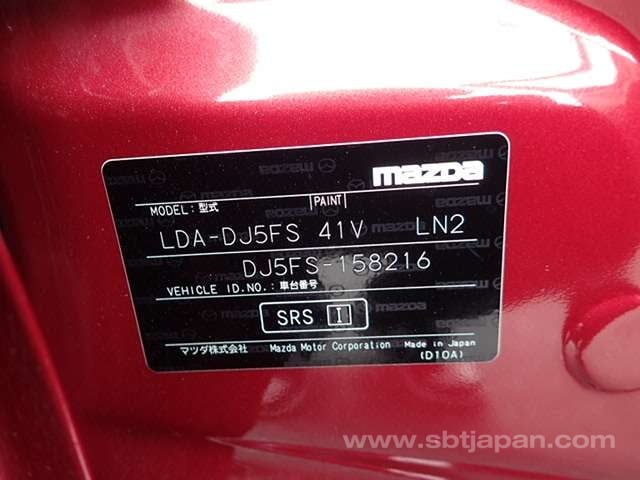 mazda
MODEL: 型式 PAINT
LDA-DJ5FS 41V LN2
DJ5FS-158216
VEHICLE ID.NO.: 車台番号
SRS I
マツダ株式会社 Mazda Motor Corporation Made in Japan
(D10A)
www.sbtjapan.com